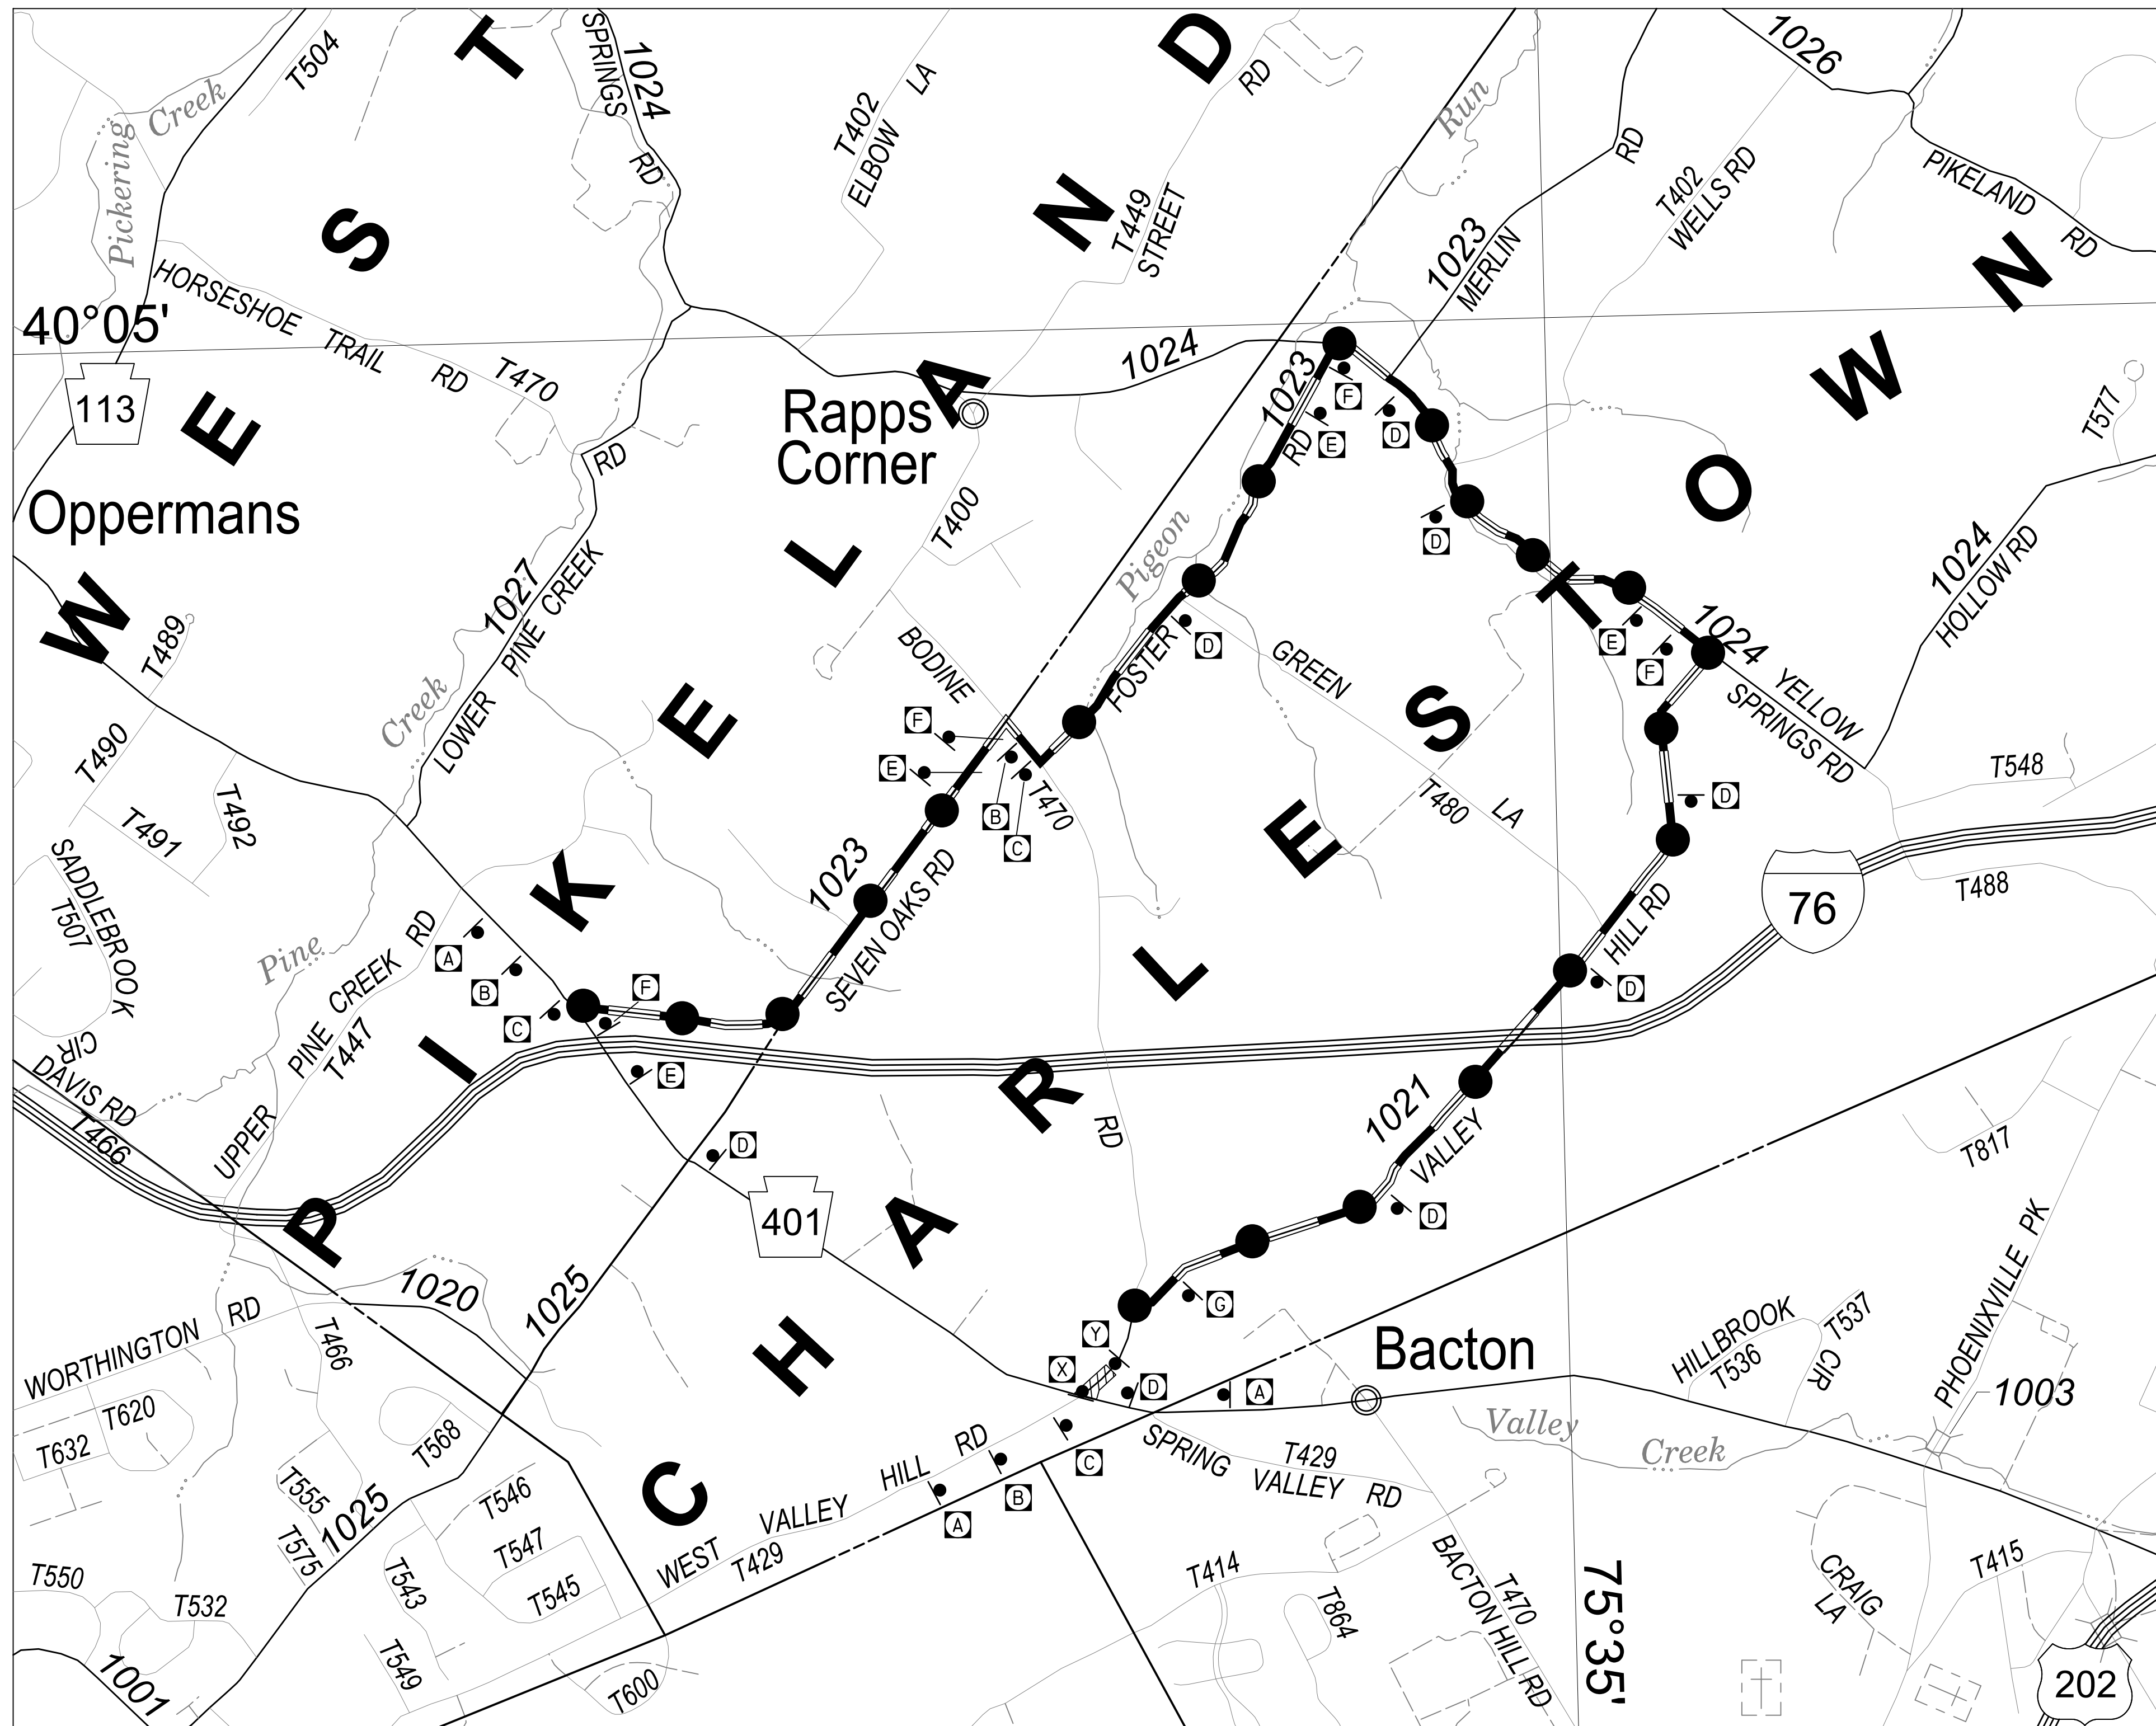 T504
Creek
Pickering
T
SPRINGS
1024
RD
T402
ELBOW
LA
D
RD
N
T449
STREET
Run
1023
MERLIN
RD
1026
T402
WELLS RD
PIKELAND
RD
N
S
HORSESHOE
TRAIL
RD
T470
40°05'
113
E
Oppermans
W
RD
Rapps
Corner
A
1024
T400
L
1023
RD
F
E
D
D
W
O
T
T577
1024
HOLLOW RD
1027
LOWER PINE CREEK
Creek
T489
T490
T491
T492
SADDLEBROOK
T507
CIR
BODINE
E
F
E
B
C
T470
Pigeon
FOSTER
D
GREEN
LA
T480
S
E
E
F
1024
YELLOW
SPRINGS RD
D
T548
76
T488
K
1023
SEVEN OAKS RD
A
B
C
F
E
D
Pine
UPPER PINE CREEK RD
T447
DAVIS RD
T466
I
P
L
R
RD
HILL RD
D
1021
VALLEY
D
G
401
A
H
C
T817
PHOENIXVILLE PK
1003
1020
1025
WORTHINGTON RD
T466
T620
T632
T568
T555
T575
1025
T546
T547
T545
T543
T549
T550
T532
1001
T600
Y
X
D
A
Bacton
C
B
A
WEST VALLEY HILL RD
T429
SPRING
VALLEY RD
T429
Valley
Creek
HILLBROOK
T536
CIR
T537
T414
T864
BACTON HILL RD
T470
75°35'
CRAIG
LA
T415
202